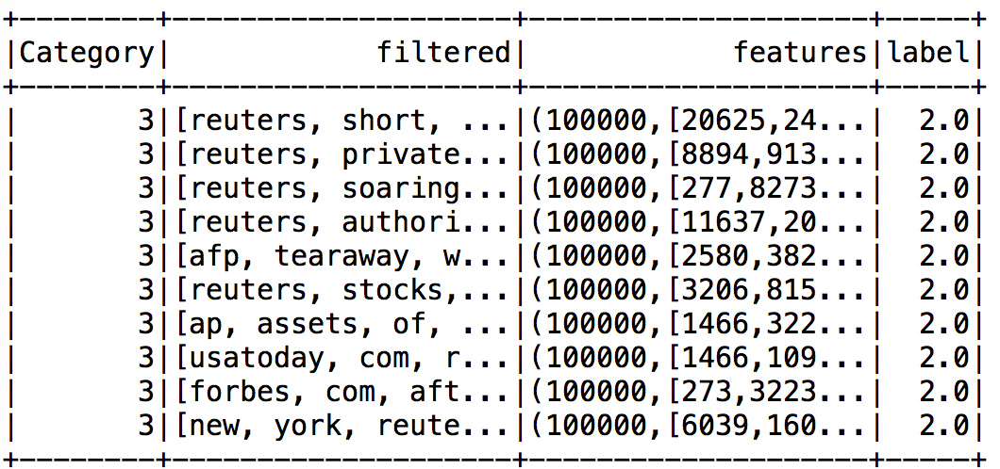 +--------+--------------------+--------------------+-----+
|Category|            filtered|            features|label|
+--------+--------------------+--------------------+-----+
|       3|[reuters, short, ...|(100000,[20625,24...|  2.0|
|       3|[reuters, private...|(100000,[8894,913...|  2.0|
|       3|[reuters, soaring...|(100000,[277,8273...|  2.0|
|       3|[reuters, authori...|(100000,[11637,20...|  2.0|
|       3|[afp, tearaway, w...|(100000,[2580,382...|  2.0|
|       3|[reuters, stocks,...|(100000,[3206,815...|  2.0|
|       3|[ap, assets, of, ...|(100000,[1466,322...|  2.0|
|       3|[usatoday, com, r...|(100000,[1466,109...|  2.0|
|       3|[forbes, com, aft...|(100000,[273,3223...|  2.0|
|       3|[new, york, reute...|(100000,[6039,160...|  2.0|
+--------+--------------------+--------------------+-----+